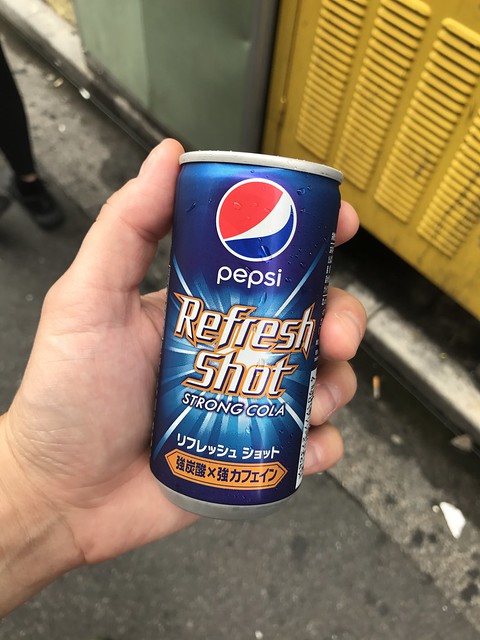 pepsi
Refresh
Shot
STRONG COLA
リフレッシュ ショット
強炭酸×強カフェイン